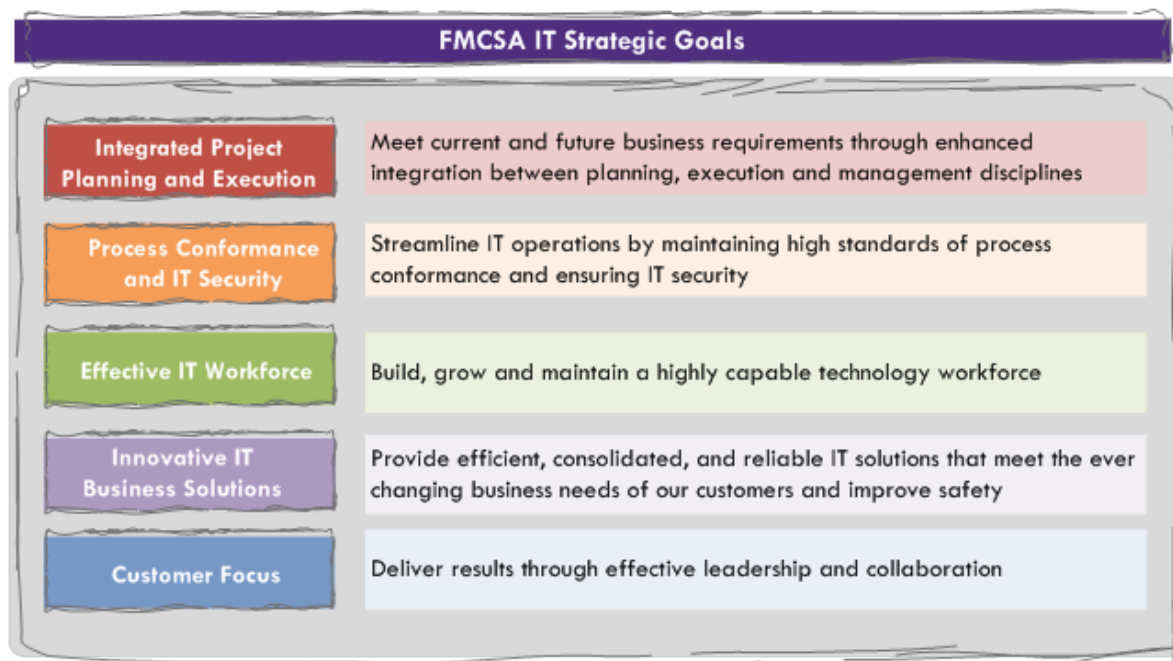 FMCSA IT Strategic Goals
Integrated Project
Planning and Execution
Meet current and future business requirements through enhanced
integration between planning, execution and management disciplines
Process Conformance
and IT Security
Streamline IT operations by maintaining high standards of process
conformance and ensuring IT security
Effective IT Workforce
Build, grow and maintain a highly capable technology workforce
Innovative IT
Business Solutions
Provide efficient, consolidated, and reliable IT solutions that meet the ever
changing business needs of our customers and improve safety
Customer Focus
Deliver results through effective leadership and collaboration